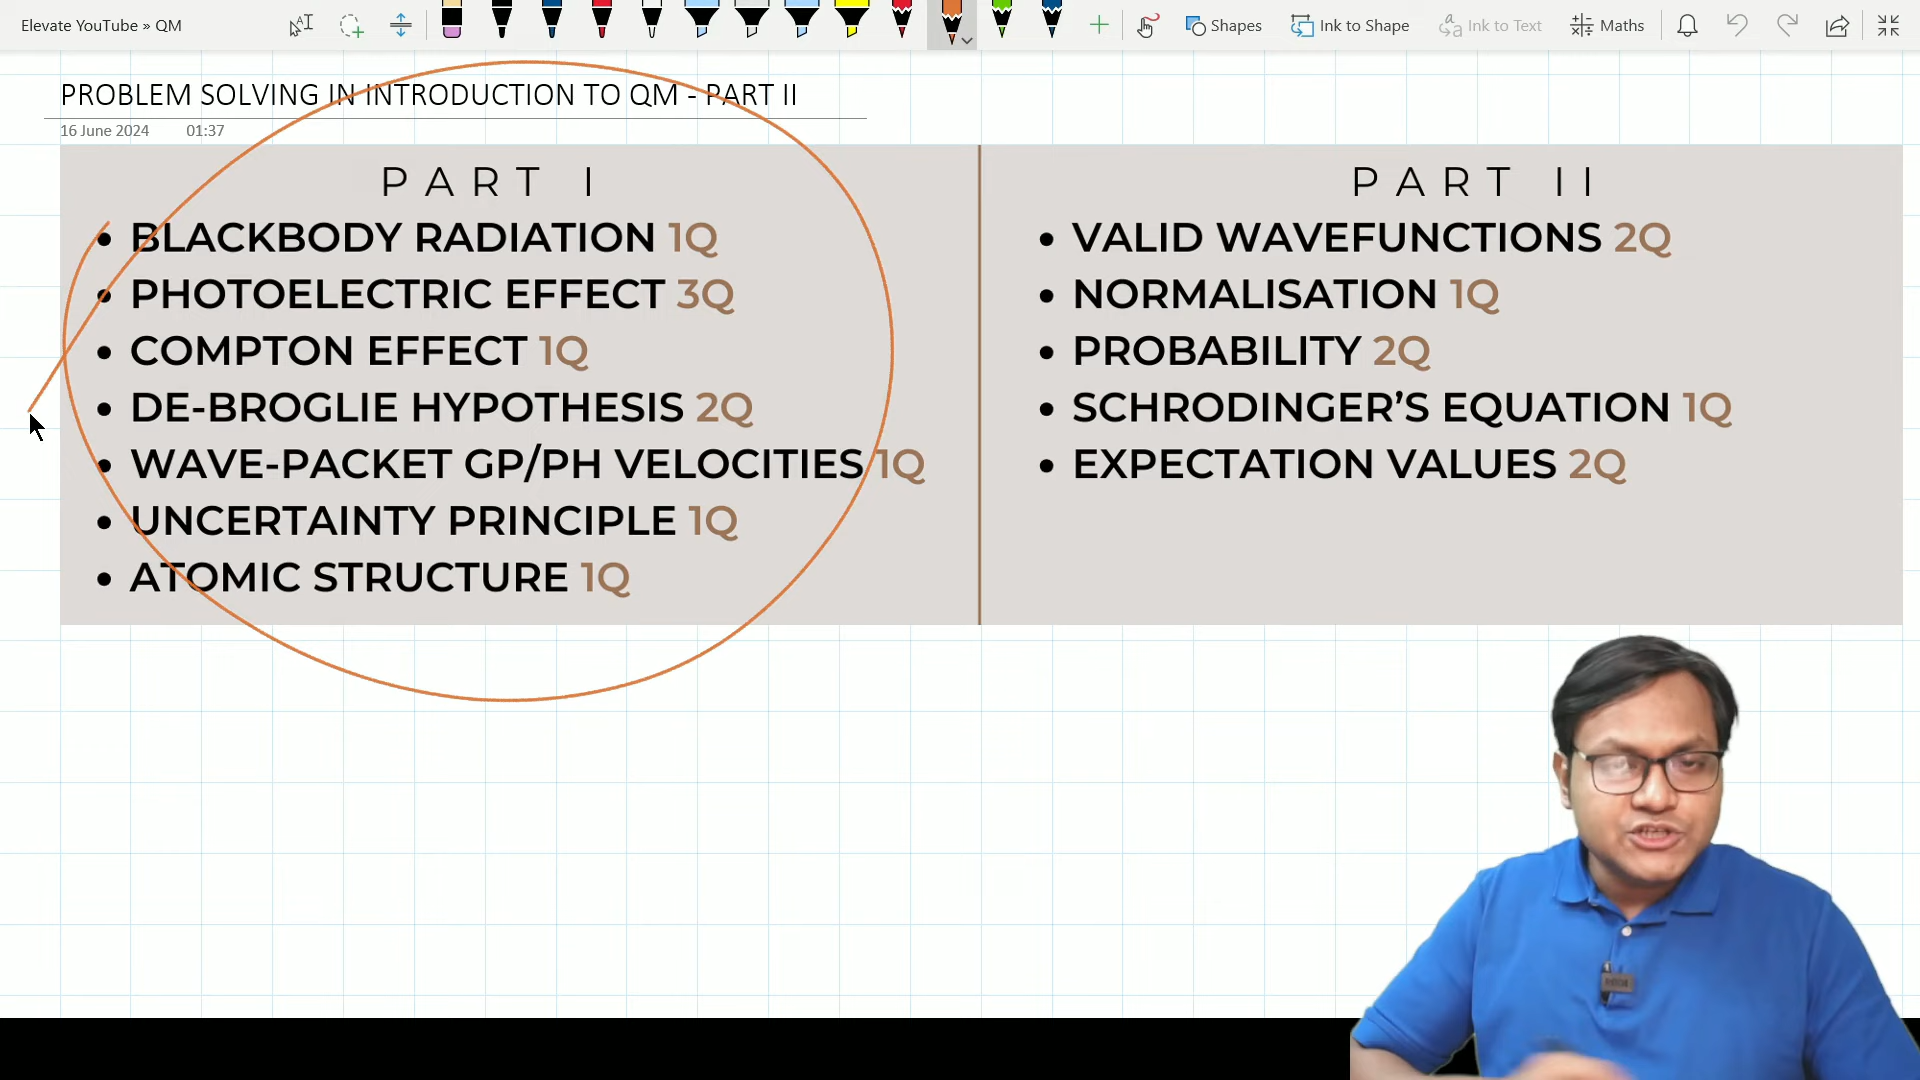 Elevate YouTube » QM
Shapes
Ink to Shape
Ink to Text
Maths
PROBLEM SOLVING IN INTRODUCTION TO QM - PART II
16 June 2024 01:37
PART I
• BLACKBODY RADIATION 1Q
• PHOTOELECTRIC EFFECT 3Q
• COMPTON EFFECT 1Q
• DE-BROGLIE HYPOTHESIS 2Q
• WAVE-PACKET GP/PH VELOCITIES 1Q
• UNCERTAINTY PRINCIPLE 1Q
• ATOMIC STRUCTURE 1Q
PART II
• VALID WAVEFUNCTIONS 2Q
• NORMALISATION 1Q
• PROBABILITY 2Q
• SCHRODINGER’S EQUATION 1Q
• EXPECTATION VALUES 2Q